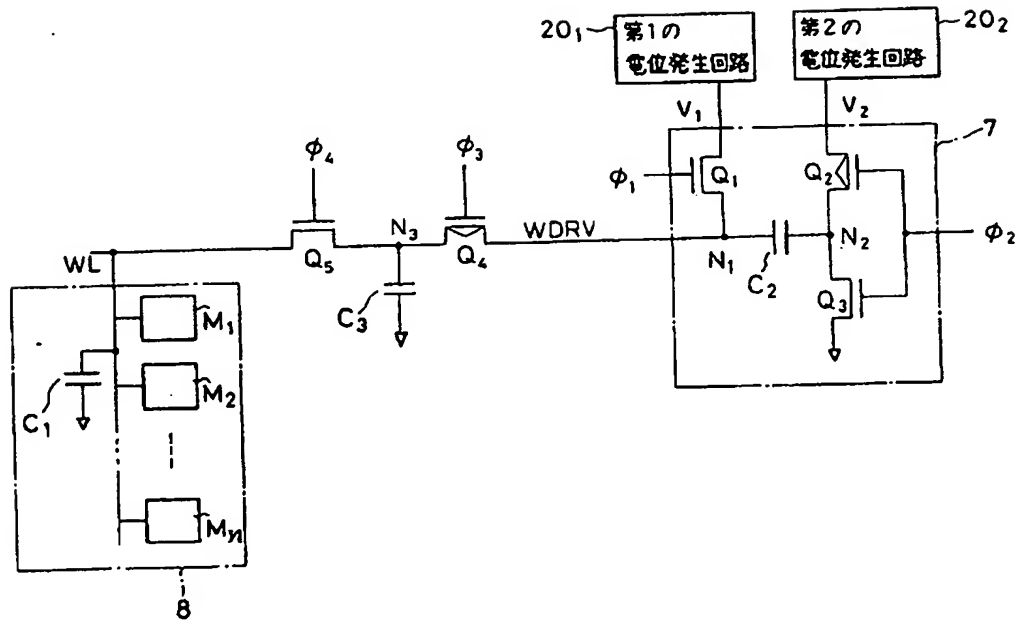 20₁
第1の
電位発生回路
第2の
電位発生回路
20₂
V₁
V₂
7
φ₄
φ₃
φ₁
Q₁
Q₂
φ₂
WL
Q₅
N₃
Q₄
WDRV
N₁
C₂
N₂
Q₃
C₃
M₁
M₂
C₁
Mn
8